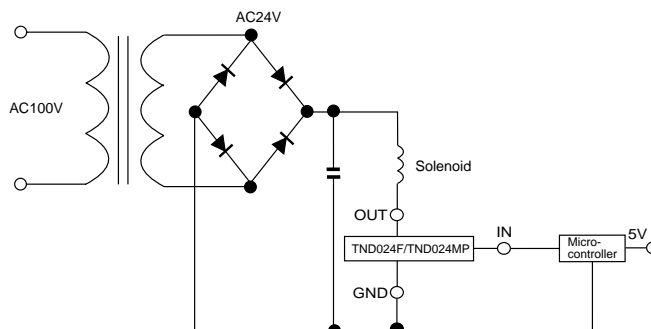 AC24V
AC100V
Solenoid
OUT
IN
5V
TND024F/TND024MP
Micro-
controller
GND